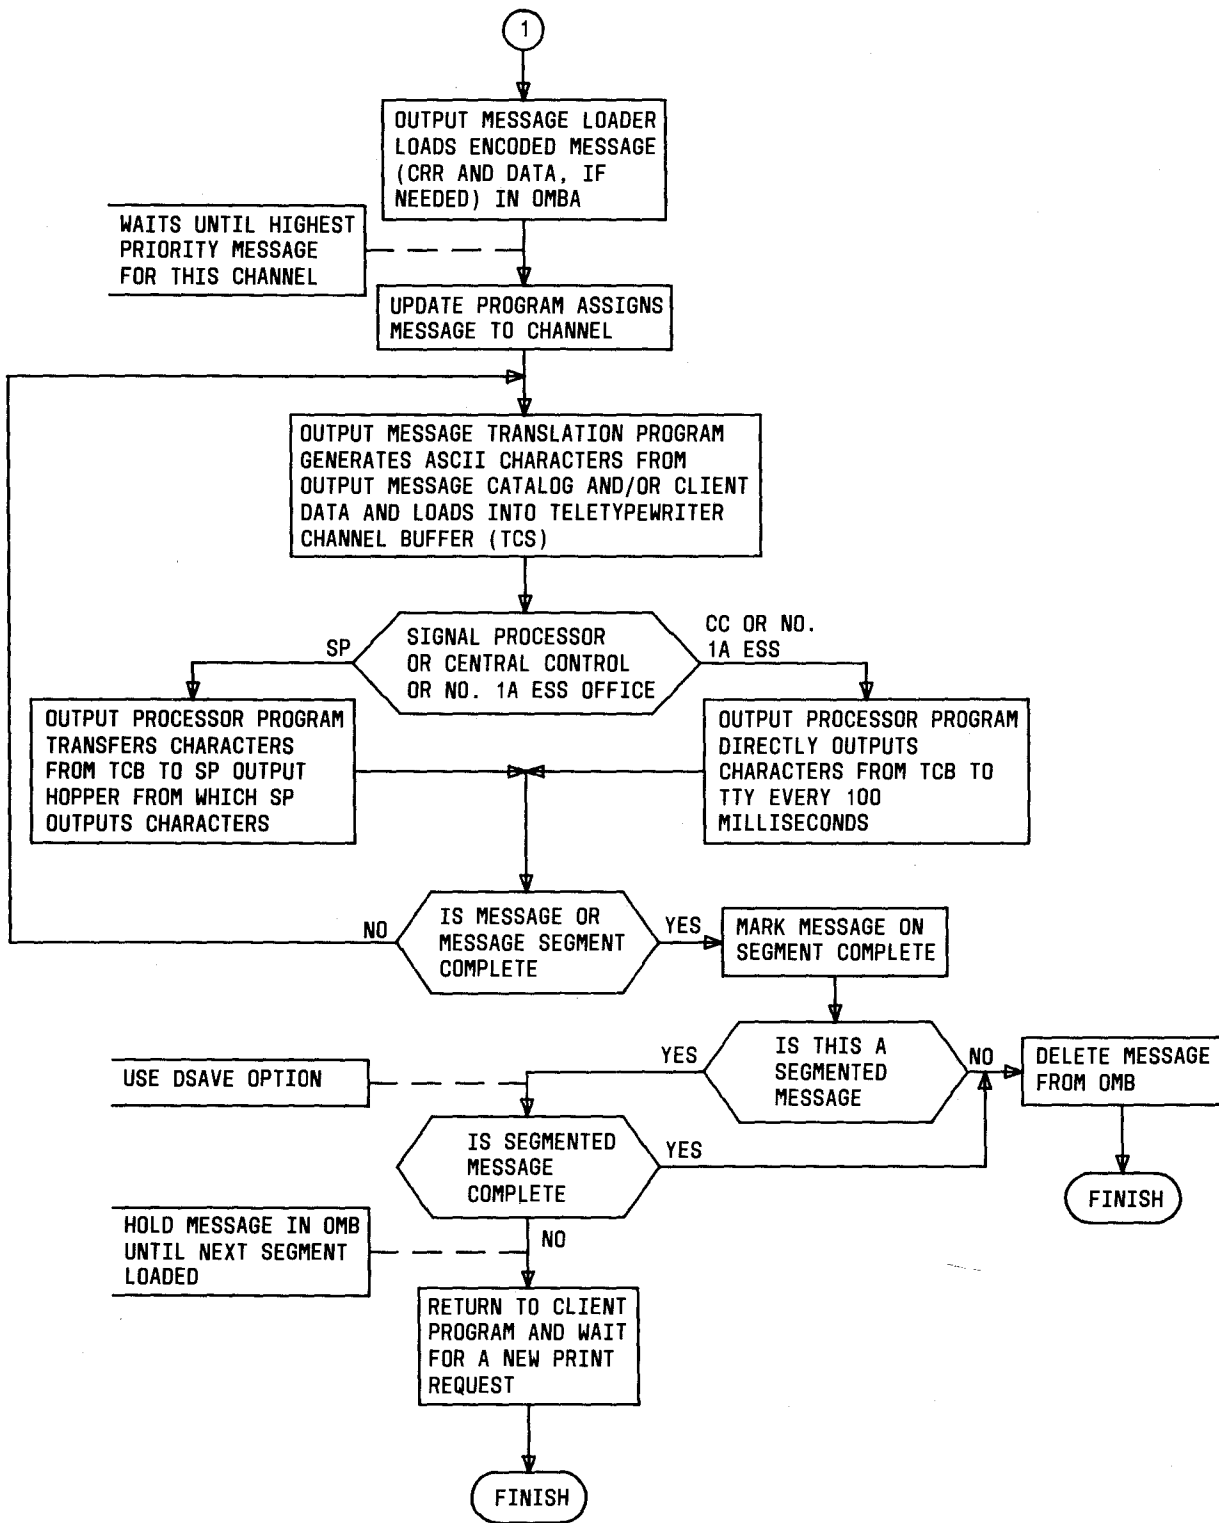 1
OUTPUT MESSAGE LOADER
LOADS ENCODED MESSAGE
(CRR AND DATA, IF
NEEDED) IN OMBA
WAITS UNTIL HIGHEST
PRIORITY MESSAGE
FOR THIS CHANNEL
UPDATE PROGRAM ASSIGNS
MESSAGE TO CHANNEL
OUTPUT MESSAGE TRANSLATION PROGRAM
GENERATES ASCII CHARACTERS FROM
OUTPUT MESSAGE CATALOG AND/OR CLIENT
DATA AND LOADS INTO TELETYPEWRITER
CHANNEL BUFFER (TCS)
SIGNAL PROCESSOR
OR CENTRAL CONTROL
OR NO. 1A ESS OFFICE
SP
CC OR NO.
1A ESS
OUTPUT PROCESSOR PROGRAM
TRANSFERS CHARACTERS
FROM TCB TO SP OUTPUT
HOPPER FROM WHICH SP
OUTPUTS CHARACTERS
OUTPUT PROCESSOR PROGRAM
DIRECTLY OUTPUTS
CHARACTERS FROM TCB TO
TTY EVERY 100
MILLISECONDS
IS MESSAGE OR
MESSAGE SEGMENT
COMPLETE
NO
YES
MARK MESSAGE ON
SEGMENT COMPLETE
IS THIS A
SEGMENTED
MESSAGE
YES
NO
DELETE MESSAGE
FROM OMB
FINISH
USE DSAVE OPTION
IS SEGMENTED
MESSAGE
COMPLETE
YES
NO
HOLD MESSAGE IN OMB
UNTIL NEXT SEGMENT
LOADED
RETURN TO CLIENT
PROGRAM AND WAIT
FOR A NEW PRINT
REQUEST
FINISH